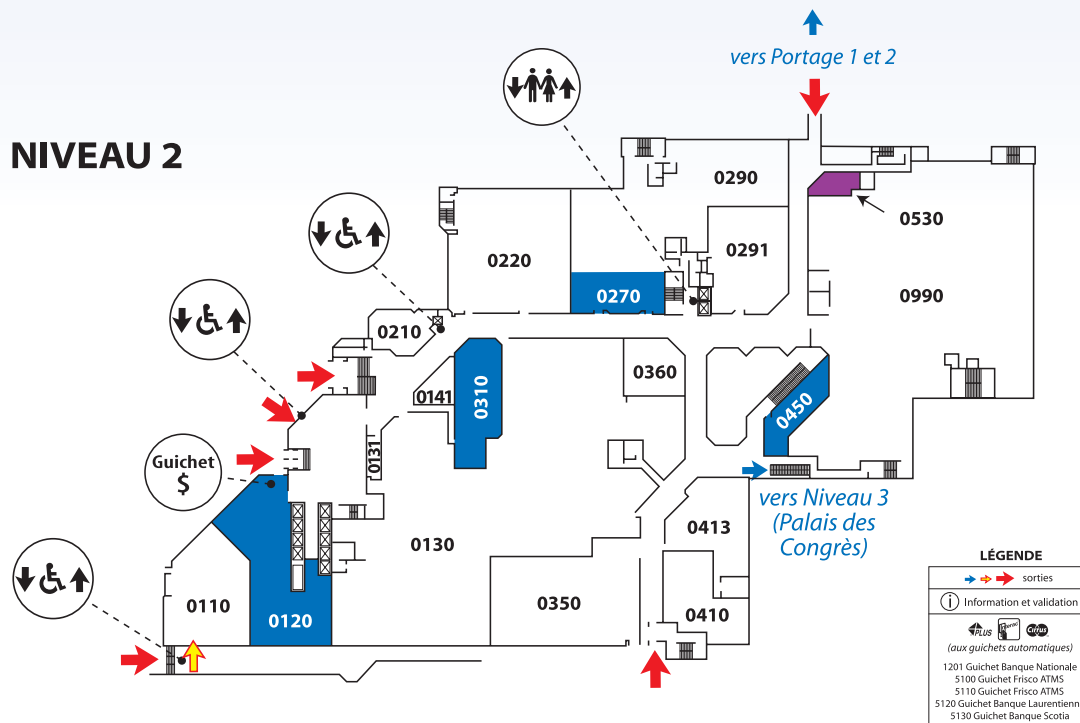 vers Portage 1 et 2
NIVEAU 2
0290
0530
0291
0220
0990
0270
0210
0360
0141
0310
0450
0131
Guichet
$
vers Niveau 3
(Palais des
Congrès)
0413
0130
0350
0410
0110
0120
LÉGENDE
sorties
i Information et validation
PLUS Interac Cirrus
(aux guichets automatiques)
1201 Guichet Banque Nationale
5100 Guichet Frisco ATMS
5110 Guichet Frisco ATMS
5120 Guichet Banque Laurentienn
5130 Guichet Banque Scotia